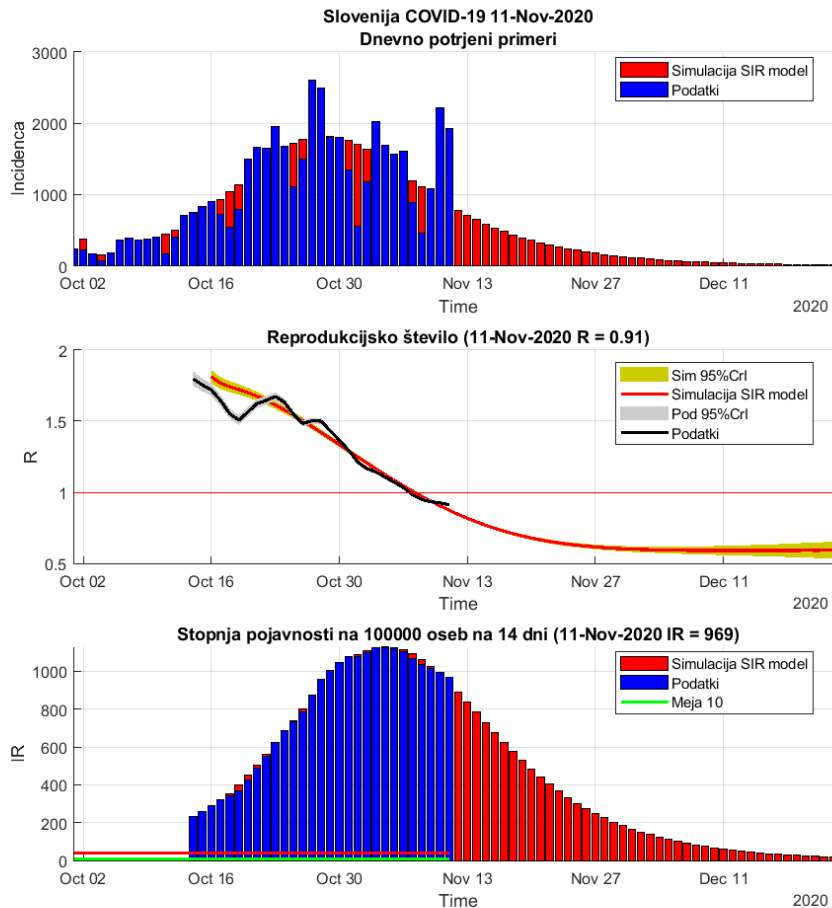 Slovenija COVID-19 11-Nov-2020
Dnevno potrjeni primeri
3000
2000
1000
0
Incidenca
Simulacija SIR model
Podatki
Oct 02 Oct 16 Oct 30 Nov 13 Nov 27 Dec 11
Time
2020
Reprodukcijsko število (11-Nov-2020 R = 0.91)
2
1.5
1
0.5
R
Sim 95%CrI
Simulacija SIR model
Pod 95%CrI
Podatki
Oct 02 Oct 16 Oct 30 Nov 13 Nov 27 Dec 11
Time
2020
Stopnja pojavnosti na 100000 oseb na 14 dni (11-Nov-2020 IR = 969)
1000
800
600
400
200
0
IR
Simulacija SIR model
Podatki
Meja 10
Oct 02 Oct 16 Oct 30 Nov 13 Nov 27 Dec 11
Time
2020